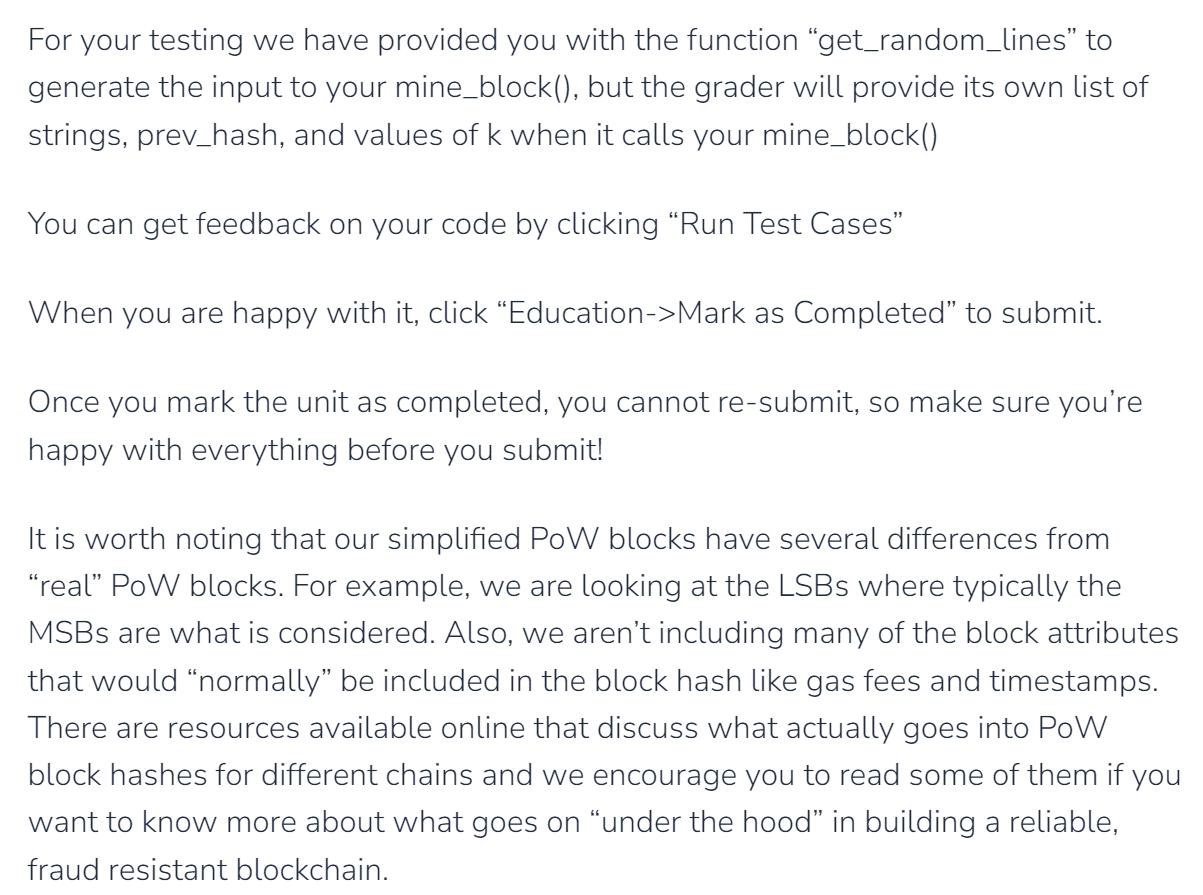 For your testing we have provided you with the function “get_random_lines” to
generate the input to your mine_block(), but the grader will provide its own list of
strings, prev_hash, and values of k when it calls your mine_block()
You can get feedback on your code by clicking “Run Test Cases”
When you are happy with it, click “Education->Mark as Completed” to submit.
Once you mark the unit as completed, you cannot re-submit, so make sure you’re
happy with everything before you submit!
It is worth noting that our simplified PoW blocks have several differences from
“real” PoW blocks. For example, we are looking at the LSBs where typically the
MSBs are what is considered. Also, we aren’t including many of the block attributes
that would “normally” be included in the block hash like gas fees and timestamps.
There are resources available online that discuss what actually goes into PoW
block hashes for different chains and we encourage you to read some of them if you
want to know more about what goes on “under the hood” in building a reliable,
fraud resistant blockchain.